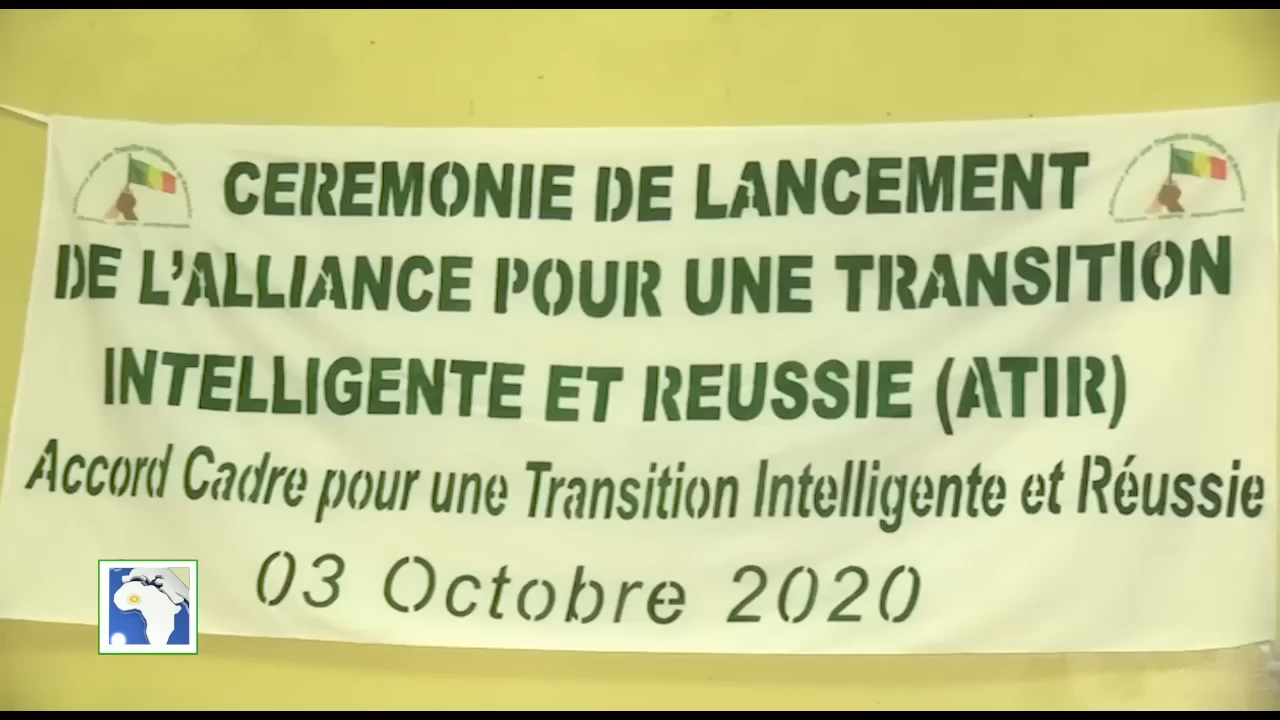 CEREMONIE DE LANCEMENT
DE L'ALLIANCE POUR UNE TRANSITION
INTELLIGENTE ET REUSSIE (ATIR)
Accord Cadre pour une Transition Intelligente et Réussie
03 Octobre 2020